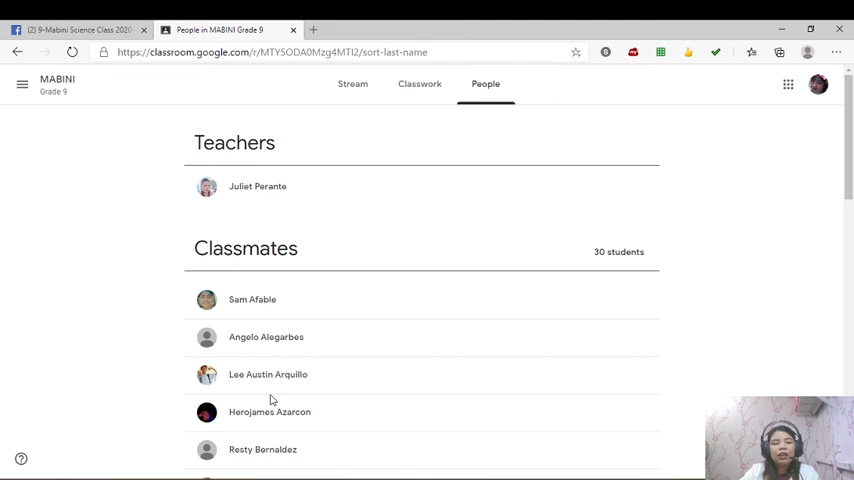 (2) 9-Mabini Science Class 2020-
People in MABINI Grade 9
https://classroom.google.com/r/MTY5ODA0Mzg4MTI2/sort-last-name
MABINI
Grade 9
Stream
Classwork
People
Teachers
Juliet Perante
Classmates
30 students
Sam Afable
Angelo Alegarbes
Lee Austin Arquillo
Herojames Azarcon
Resty Bernaldez